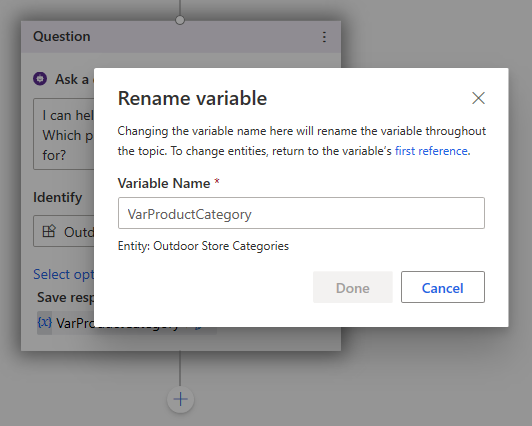 Question
Ask a
Rename variable
I can hel
Changing the variable name here will rename the variable throughout
Which p
the topic. To change entities, return to the variable's first reference.
for?
Variable Name *
Identify
VarProductCategory
Outd
Entity: Outdoor Store Categories
Select opt
Done
Cancel
Save resp
{x} VarProductCategory